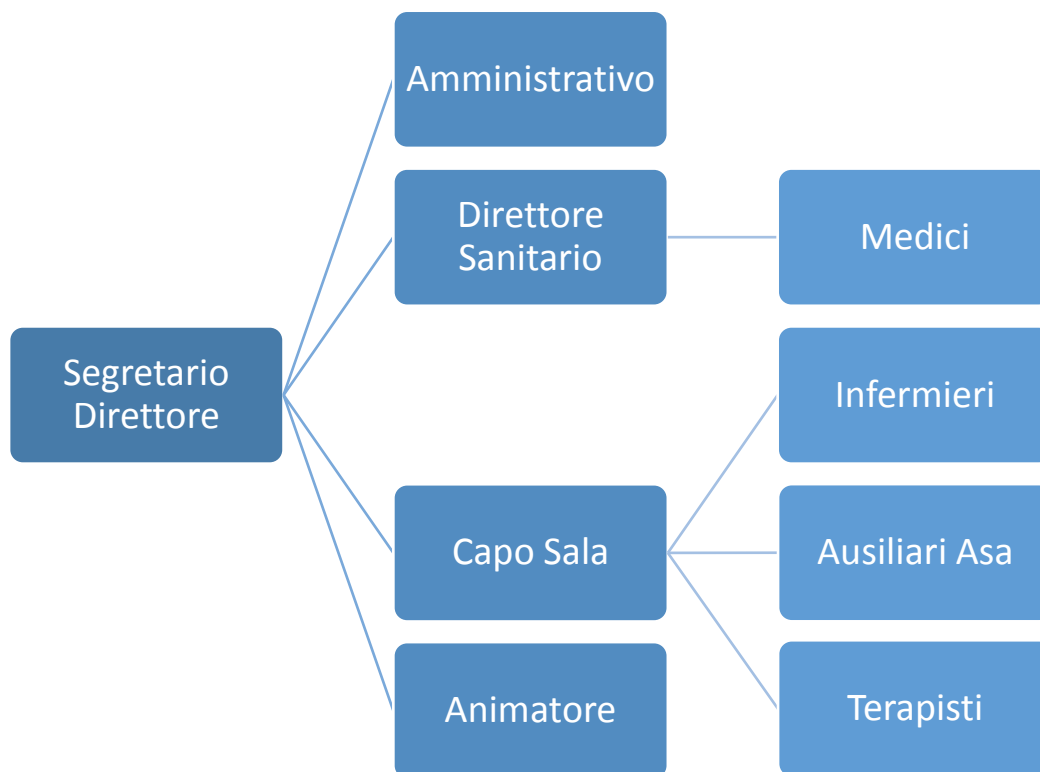 Amministrativo
Direttore
Sanitario
Medici
Segretario
Direttore
Infermieri
Capo Sala
Ausiliari Asa
Animatore
Terapisti